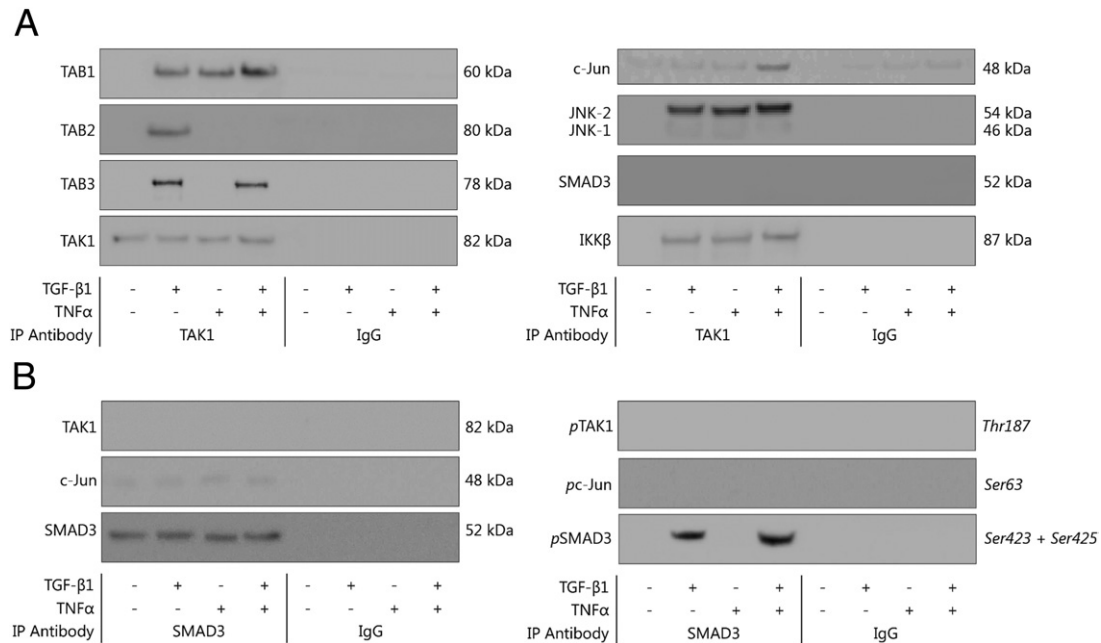 A
TAB1 60 kDa
TAB2 80 kDa
TAB3 78 kDa
TAK1 82 kDa
TGF-β1 - + - + - + - +
TNFα - - + + - - + +
IP Antibody TAK1 IgG
c-Jun 48 kDa
JNK-2 54 kDa
JNK-1 46 kDa
SMAD3 52 kDa
IKKβ 87 kDa
TGF-β1 - + - + - + - +
TNFα - - + + - - + +
IP Antibody TAK1 IgG
B
TAK1 82 kDa
c-Jun 48 kDa
SMAD3 52 kDa
TGF-β1 - + - + - + - +
TNFα - - + + - - + +
IP Antibody SMAD3 IgG
pTAK1 Thr187
pc-Jun Ser63
pSMAD3 Ser423 + Ser425
TGF-β1 - + - + - + - +
TNFα - - + + - - + +
IP Antibody SMAD3 IgG